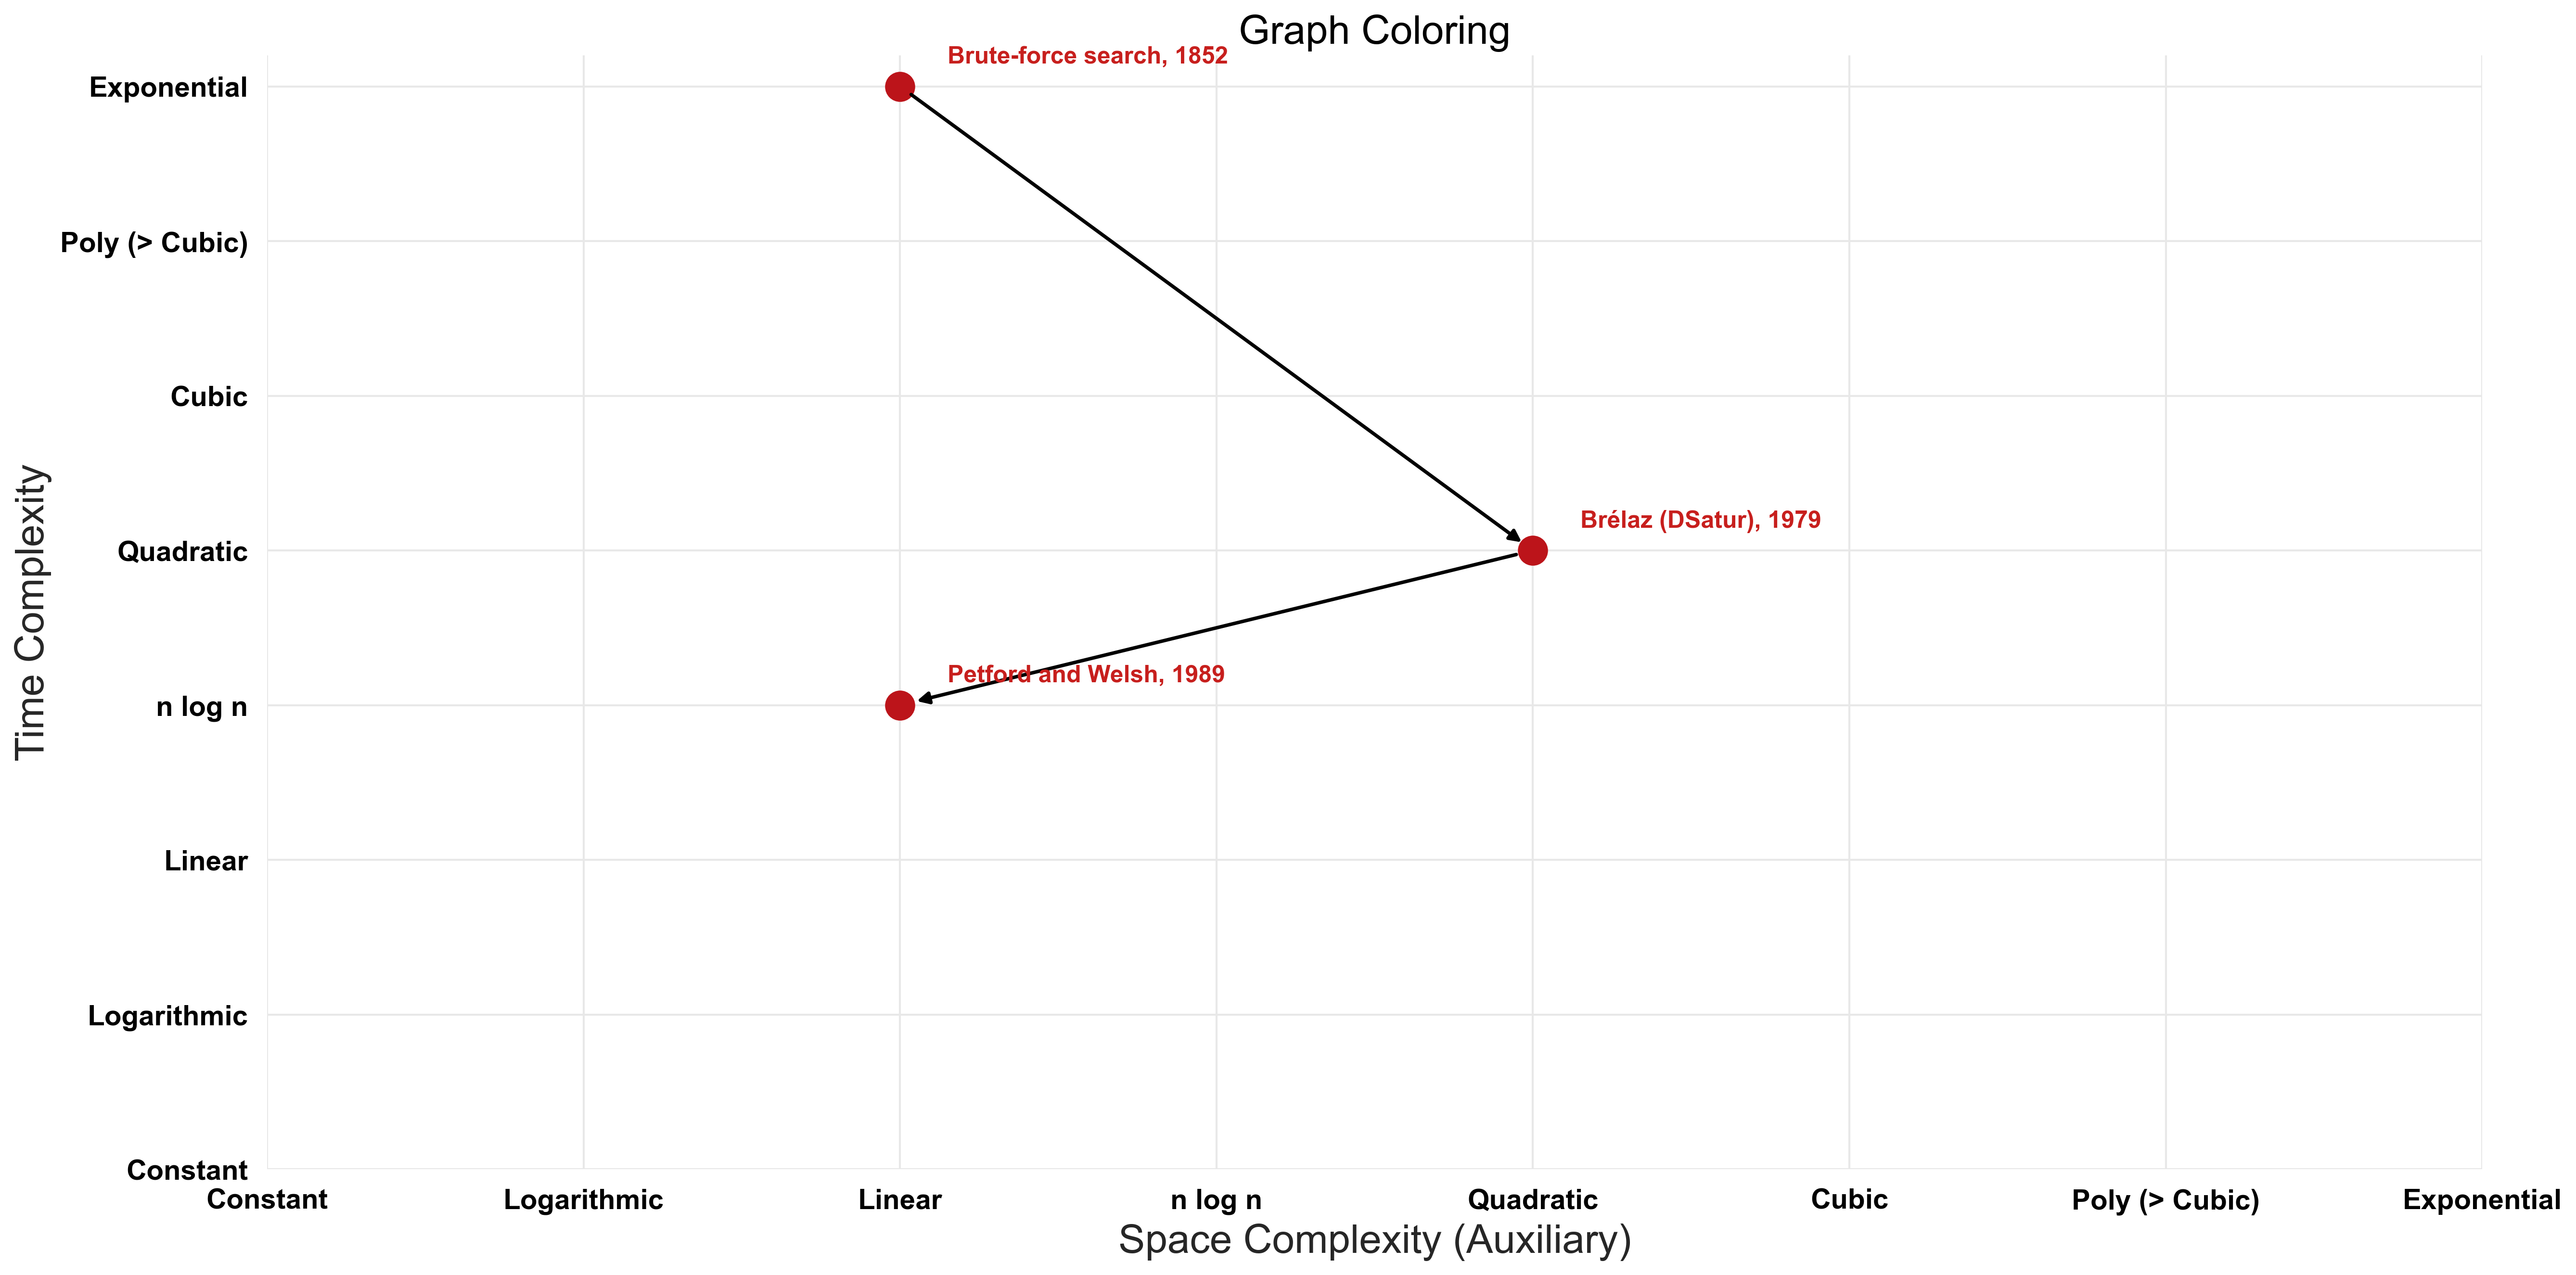 Graph Coloring
Brute-force search, 1852
Exponential
Poly (> Cubic)
Cubic
Brélaz (DSatur), 1979
Quadratic
Petford and Welsh, 1989
n log n
Linear
Logarithmic
Constant
Time Complexity
Constant Logarithmic Linear n log n Quadratic Cubic Poly (> Cubic) Exponential
Space Complexity (Auxiliary)